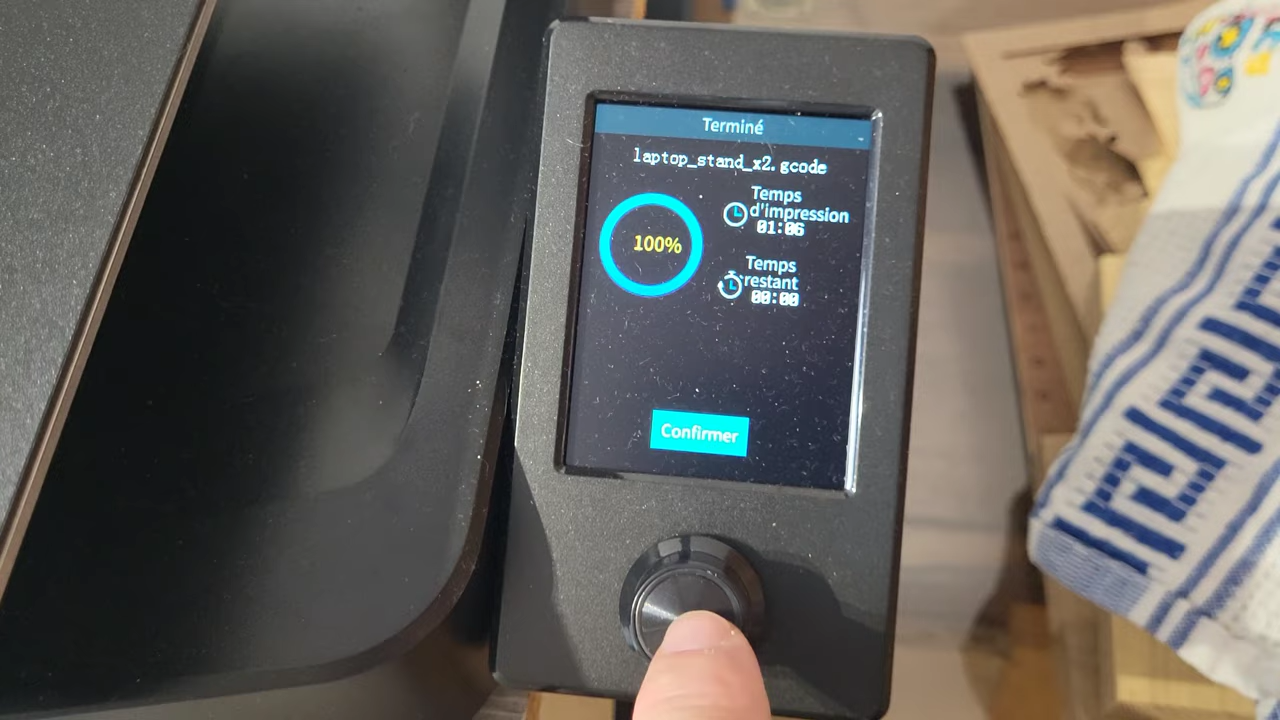 Terminé
laptop_stand_x2.gcode
100%
Temps
d'impression
01:06
Temps
restant
00:00
Confirmer